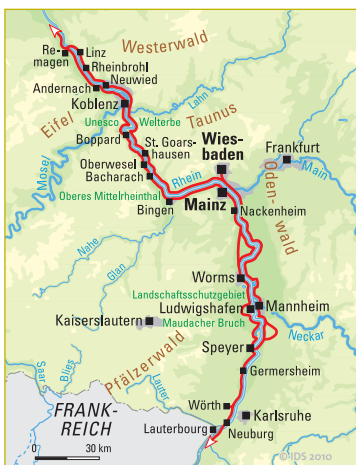 Westerwald
Re-
magen
Linz
Rheinbrohl
Neuwied
Andernach
Koblenz
Lahn
Eifel
Taunus
Unesco Welterbe
Boppard
St. Goars-
hausen
Wies-
baden
Frankfurt
Mosel
Oberwesel
Bacharach
Rhein
Main
Oden-
wald
Oberes Mittelrheinthal
Mainz
Bingen
Nackenheim
Nahe
Glan
Worms
Landschaftsschutzgebiet
Ludwigshafen
Mannheim
Kaiserslautern
Maudacher Bruch
Neckar
Speyer
Pfälzerwald
Saar
Blies
Lauter
Germersheim
FRANK-
REICH
Wörth
Karlsruhe
Lauterbourg
Neuburg
0 30 km
©IDS 2010